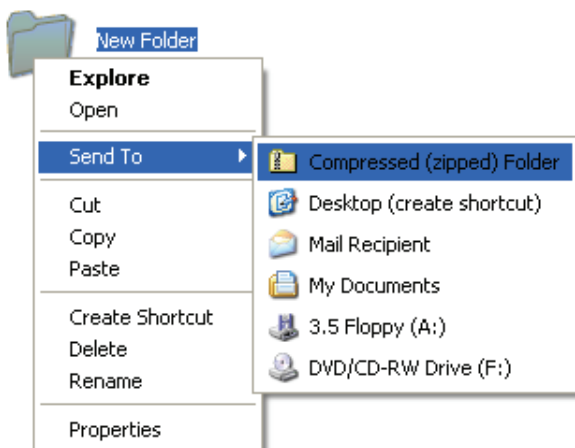 New Folder
Explore
Open
Send To
Compressed (zipped) Folder
Desktop (create shortcut)
Mail Recipient
My Documents
3.5 Floppy (A:)
DVD/CD-RW Drive (F:)
Cut
Copy
Paste
Create Shortcut
Delete
Rename
Properties